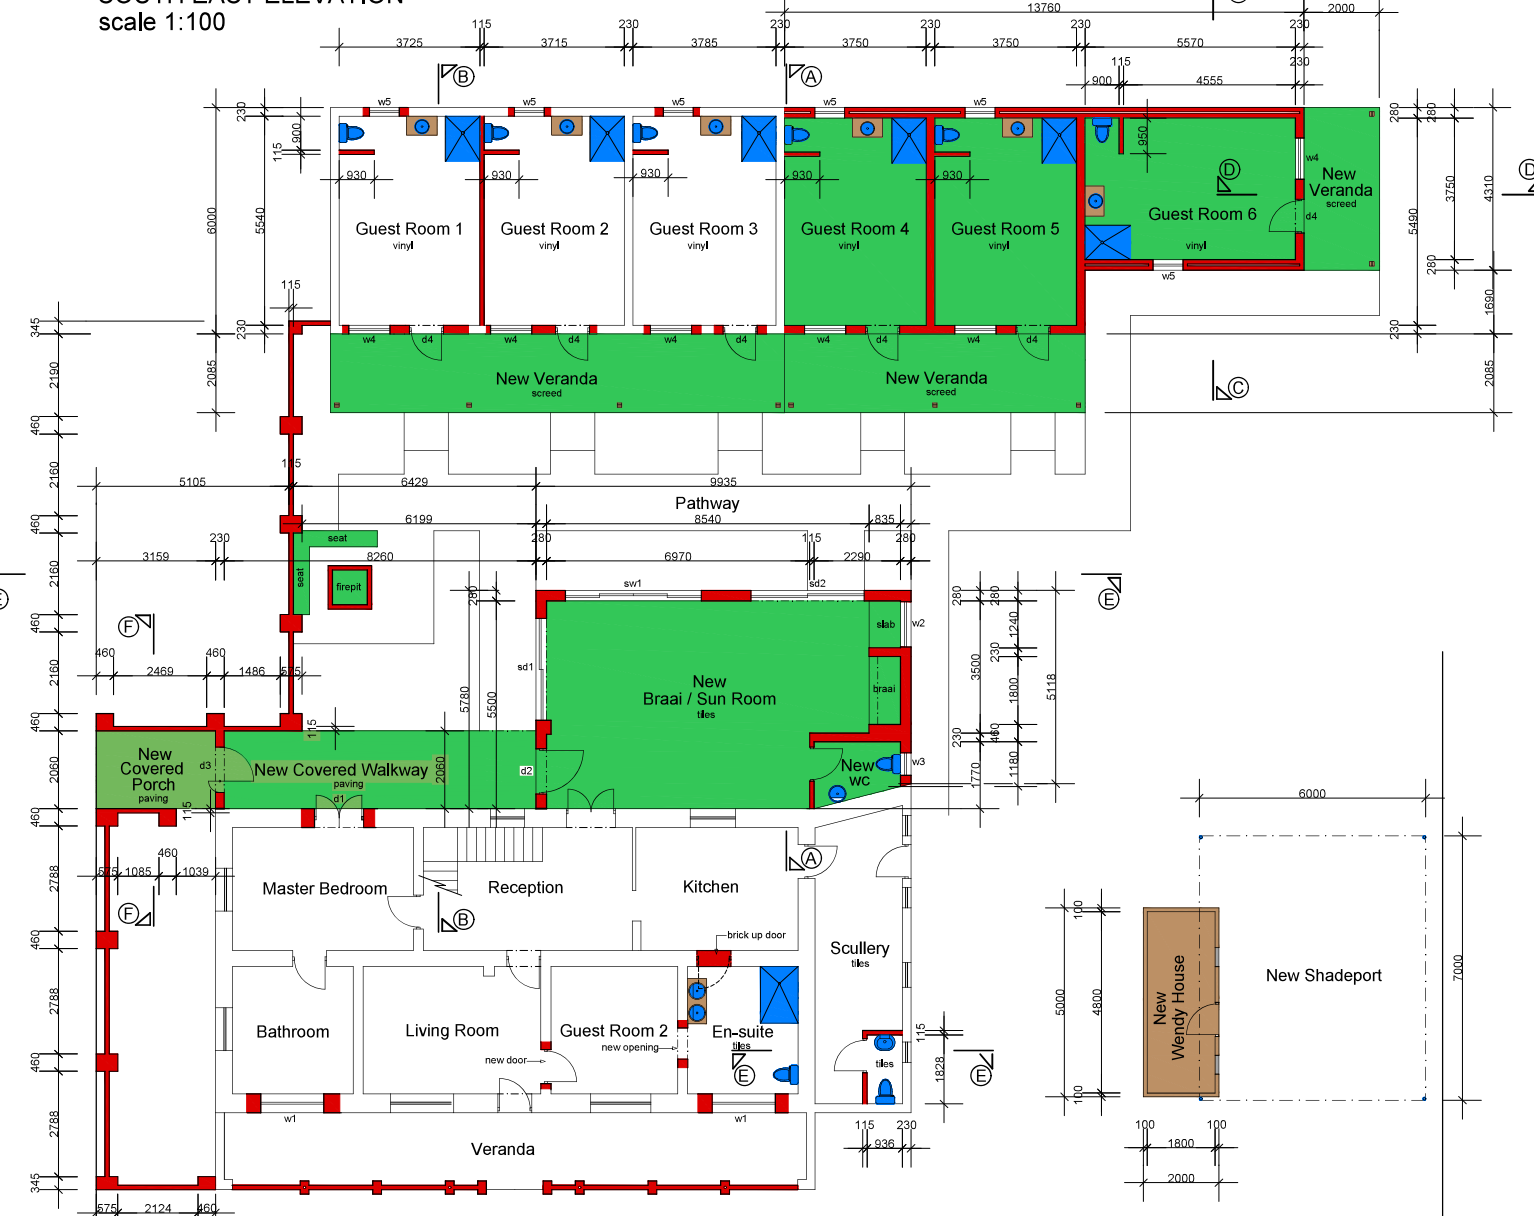 SOUTH EAST ELEVATION
scale 1:100
13760
2000
115
230
230
230
230
230
3725
3715
3785
3750
3750
5570
B
A
115
230
900
4555
w5
w5
w5
w5
w5
230
900
115
6000
5540
930
930
930
930
930
950
280
280
D
D
w4
d4
New
Veranda
screed
3750
4310
5490
Guest Room 1
vinyl
Guest Room 2
vinyl
Guest Room 3
vinyl
Guest Room 4
vinyl
Guest Room 5
vinyl
Guest Room 6
vinyl
w5
280
1690
115
345
230
230
w4
d4
w4
d4
w4
d4
w4
d4
w4
d4
2190
2085
2085
New Veranda
screed
New Veranda
screed
C
460
2160
115
5105
6429
9935
Pathway
460
6199
8540
835
230
280
115
280
3159
8260
6970
2290
seat
seat
firepit
2160
E
E
sw1
sd2
280
280
280
1240
slab
w2
F
460
460
460
230
2469
1486
575
sd1
New
Braai / Sun Room
tiles
braai
3500
1800
5118
2160
5780
5500
460
115
230
460
New
Covered
Porch
paving
d3
New Covered Walkway
paving
d1
d2
New
wc
w3
2060
2060
1770
1180
115
460
6000
460
575
1085
1039
2788
Master Bedroom
Reception
Kitchen
A
F
B
7000
100
brick up door
460
Scullery
tiles
New Shadeport
5000
4800
New
Wendy House
2788
Bathroom
Living Room
Guest Room 2
new opening
En-suite
tiles
new door
E
E
115
tiles
1828
460
100
w1
w1
2788
115
230
936
100
100
1800
2000
Veranda
345
575
2124
460